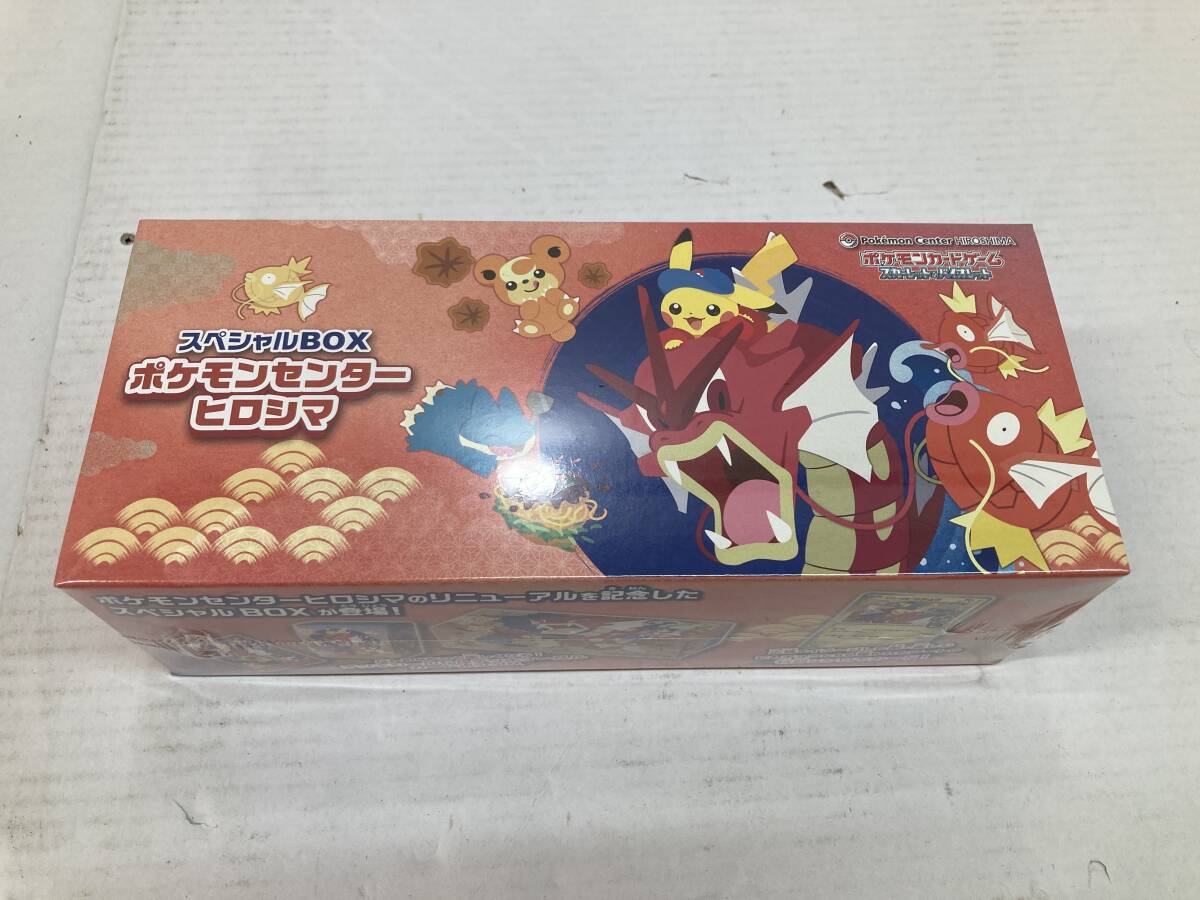 Pokémon Center HIROSHIMA
ポケモンカードゲーム
スカーレット&バイオレット
スペシャルBOX
ポケモンセンター
ヒロシマ
ポケモンセンターヒロシマのリニューアルを記念した
スペシャルBOXが登場!